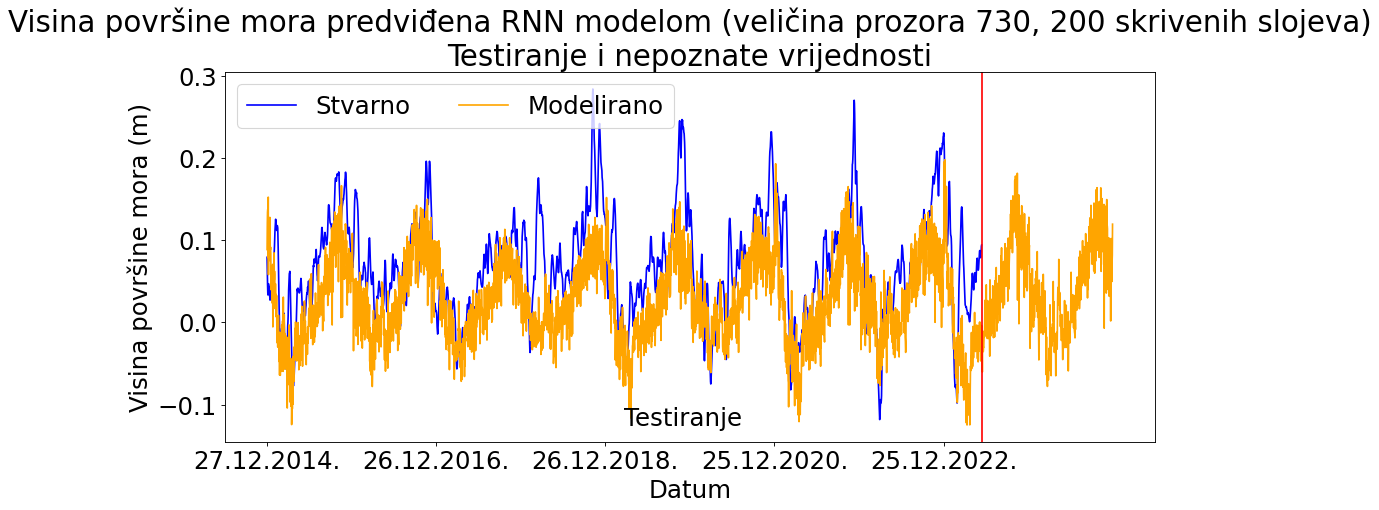 Visina površine mora predviđena RNN modelom (veličina prozora 730, 200 skrivenih slojeva)
Testiranje i nepoznate vrijednosti
Stvarno Modelirano
Visina površine mora (m)
0.3
0.2
0.1
0.0
−0.1
Testiranje
27.12.2014. 26.12.2016. 26.12.2018. 25.12.2020. 25.12.2022.
Datum